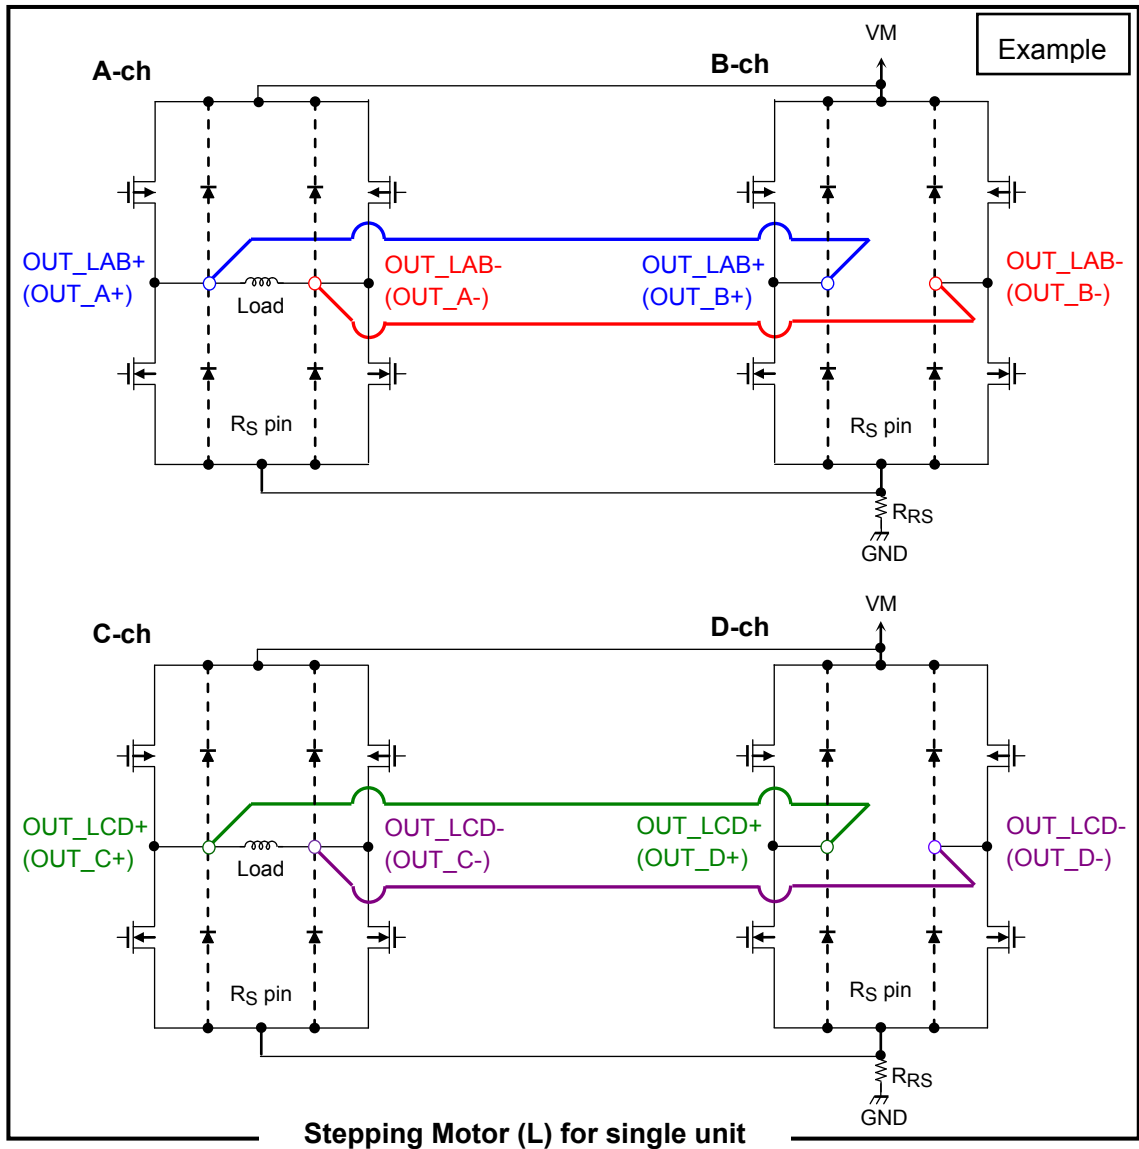 Example
VM
A-ch
B-ch
OUT_LAB+
(OUT_A+)
Load
OUT_LAB-
(OUT_A-)
OUT_LAB+
(OUT_B+)
OUT_LAB-
(OUT_B-)
RS pin
RS pin
RRS
GND
VM
C-ch
D-ch
OUT_LCD+
(OUT_C+)
Load
OUT_LCD-
(OUT_C-)
OUT_LCD+
(OUT_D+)
OUT_LCD-
(OUT_D-)
RS pin
RS pin
RRS
GND
Stepping Motor (L) for single unit